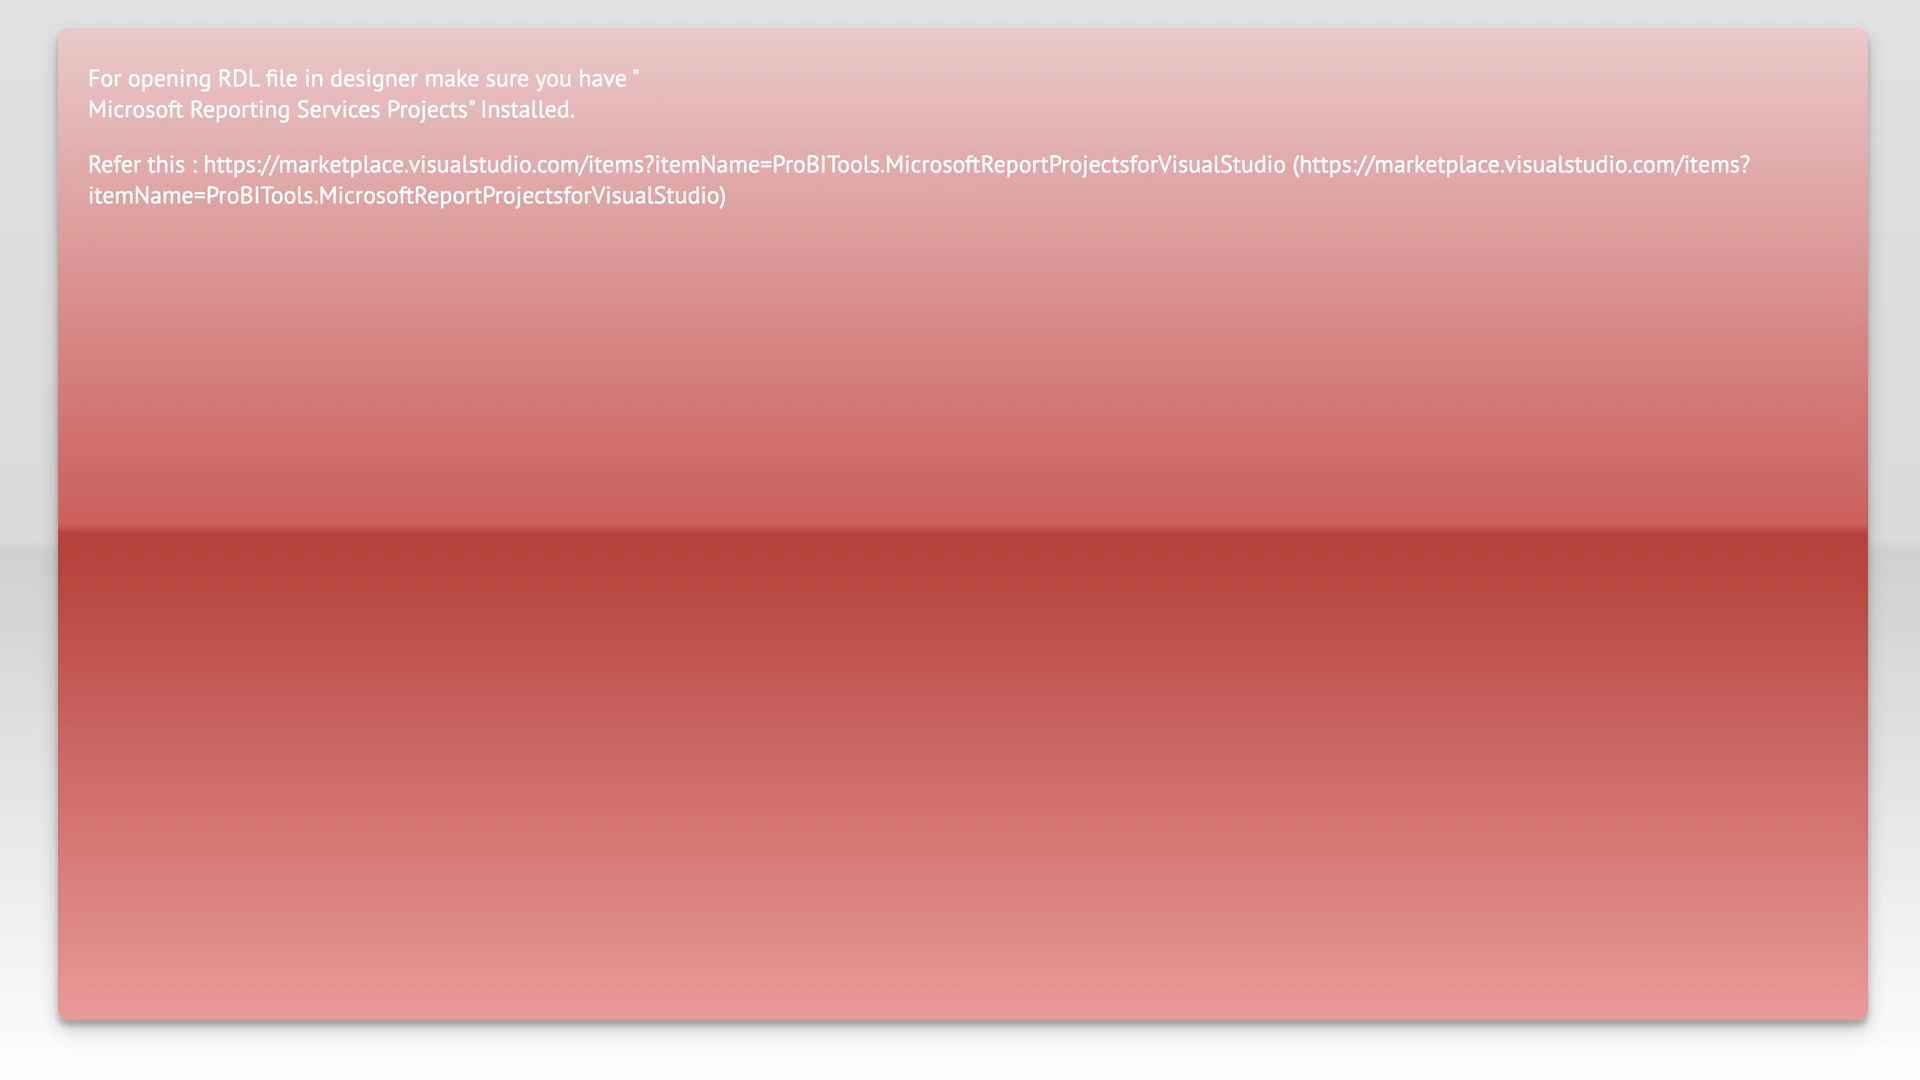 For opening RDL file in designer make sure you have "
Microsoft Reporting Services Projects" Installed.
Refer this : https://marketplace.visualstudio.com/items?itemName=ProBITools.MicrosoftReportProjectsforVisualStudio (https://marketplace.visualstudio.com/items?
itemName=ProBITools.MicrosoftReportProjectsforVisualStudio)